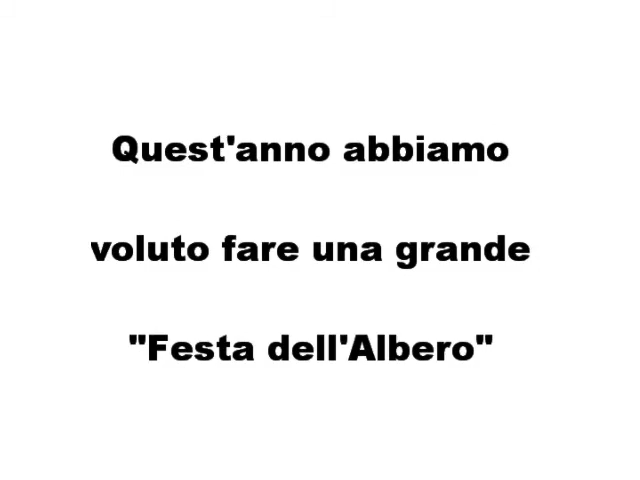 Quest'anno abbiamo
voluto fare una grande
"Festa dell'Albero"